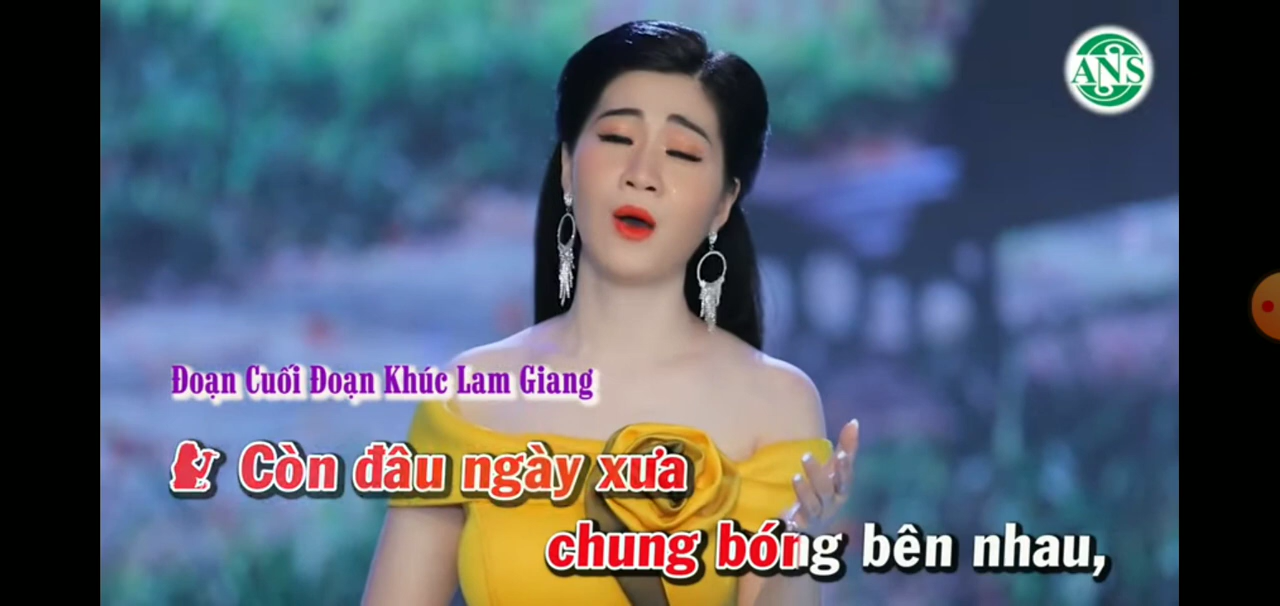 ANS
Đoạn Cuối Đoạn Khúc Lam Giang
Còn đâu ngày xưa
chung bóng bên nhau,